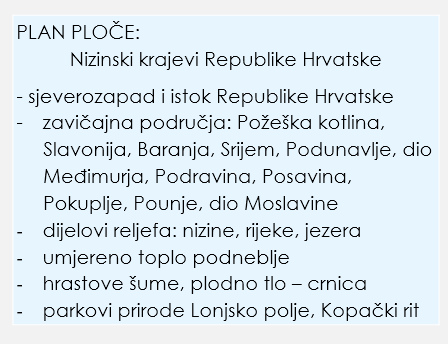 PLAN PLOČE:
Nizinski krajevi Republike Hrvatske
- sjeverozapad i istok Republike Hrvatske
- zavičajna područja: Požeška kotlina,
Slavonija, Baranja, Srijem, Podunavlje, dio
Međimurja, Podravina, Posavina,
Pokuplje, Pounje, dio Moslavine
- dijelovi reljefa: nizine, rijeke, jezera
- umjereno toplo podneblje
- hrastove šume, plodno tlo – crnica
- parkovi prirode Lonjsko polje, Kopački rit